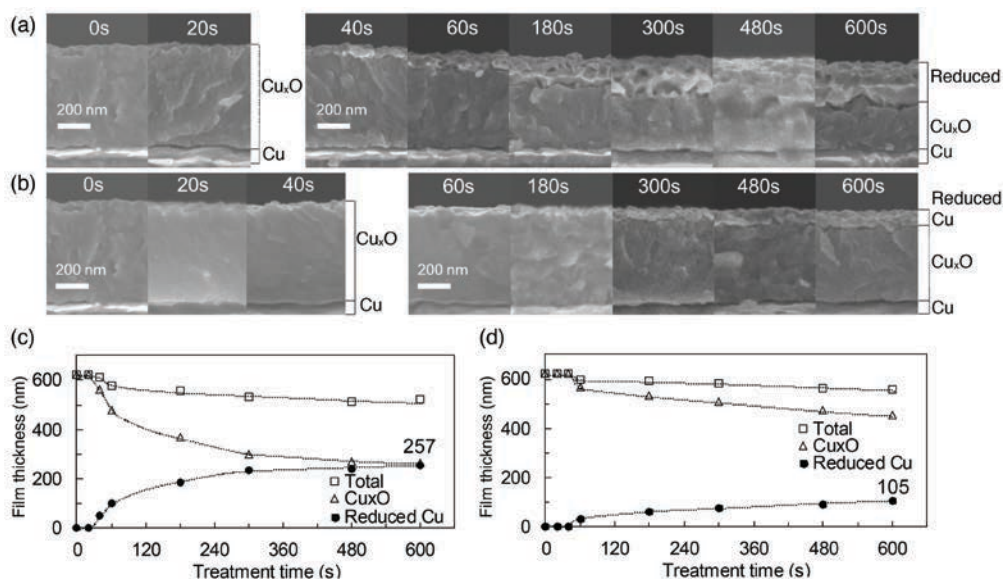 (a)
0s 20s 40s 60s 180s 300s 480s 600s
CuₓO
Reduced
CuₓO
Cu
Cu
200 nm 200 nm
(b)
0s 20s 40s 60s 180s 300s 480s 600s
Reduced
Cu
CuₓO
CuₓO
Cu
Cu
200 nm 200 nm
(c)
Film thickness (nm)
600
400
200
0
257
Total
CuxO
Reduced Cu
0 120 240 360 480 600
Treatment time (s)
(d)
Film thickness (nm)
600
400
200
0
Total
CuxO
Reduced Cu
105
0 120 240 360 480 600
Treatment time (s)